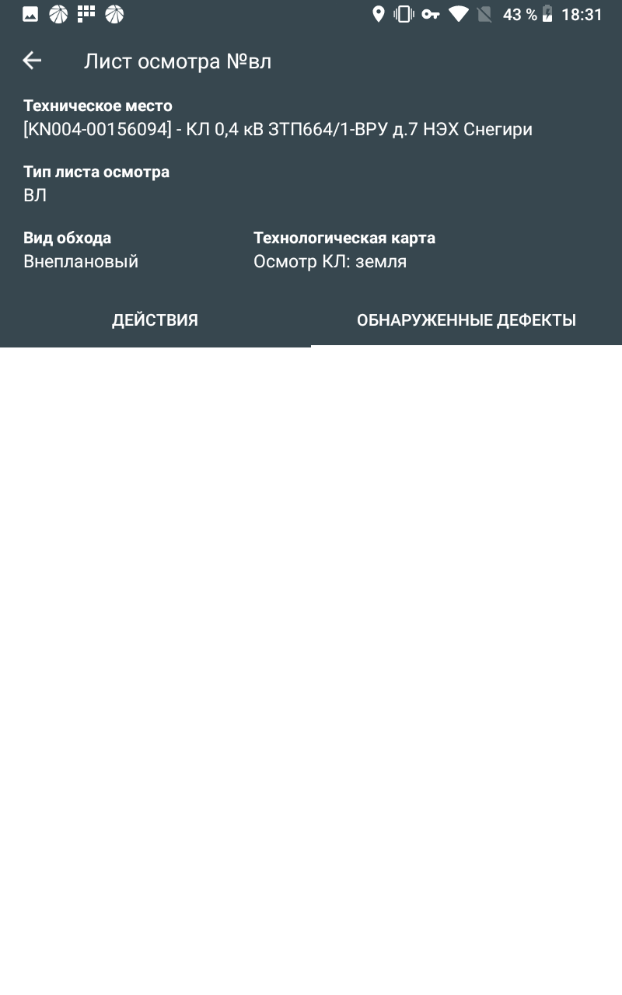 43 % 18:31
Лист осмотра №вл
Техническое место
[KN004-00156094] - КЛ 0,4 кВ ЗТП664/1-ВРУ д.7 НЭХ Снегири
Тип листа осмотра
ВЛ
Вид обхода Технологическая карта
Внеплановый Осмотр КЛ: земля
ДЕЙСТВИЯ ОБНАРУЖЕННЫЕ ДЕФЕКТЫ